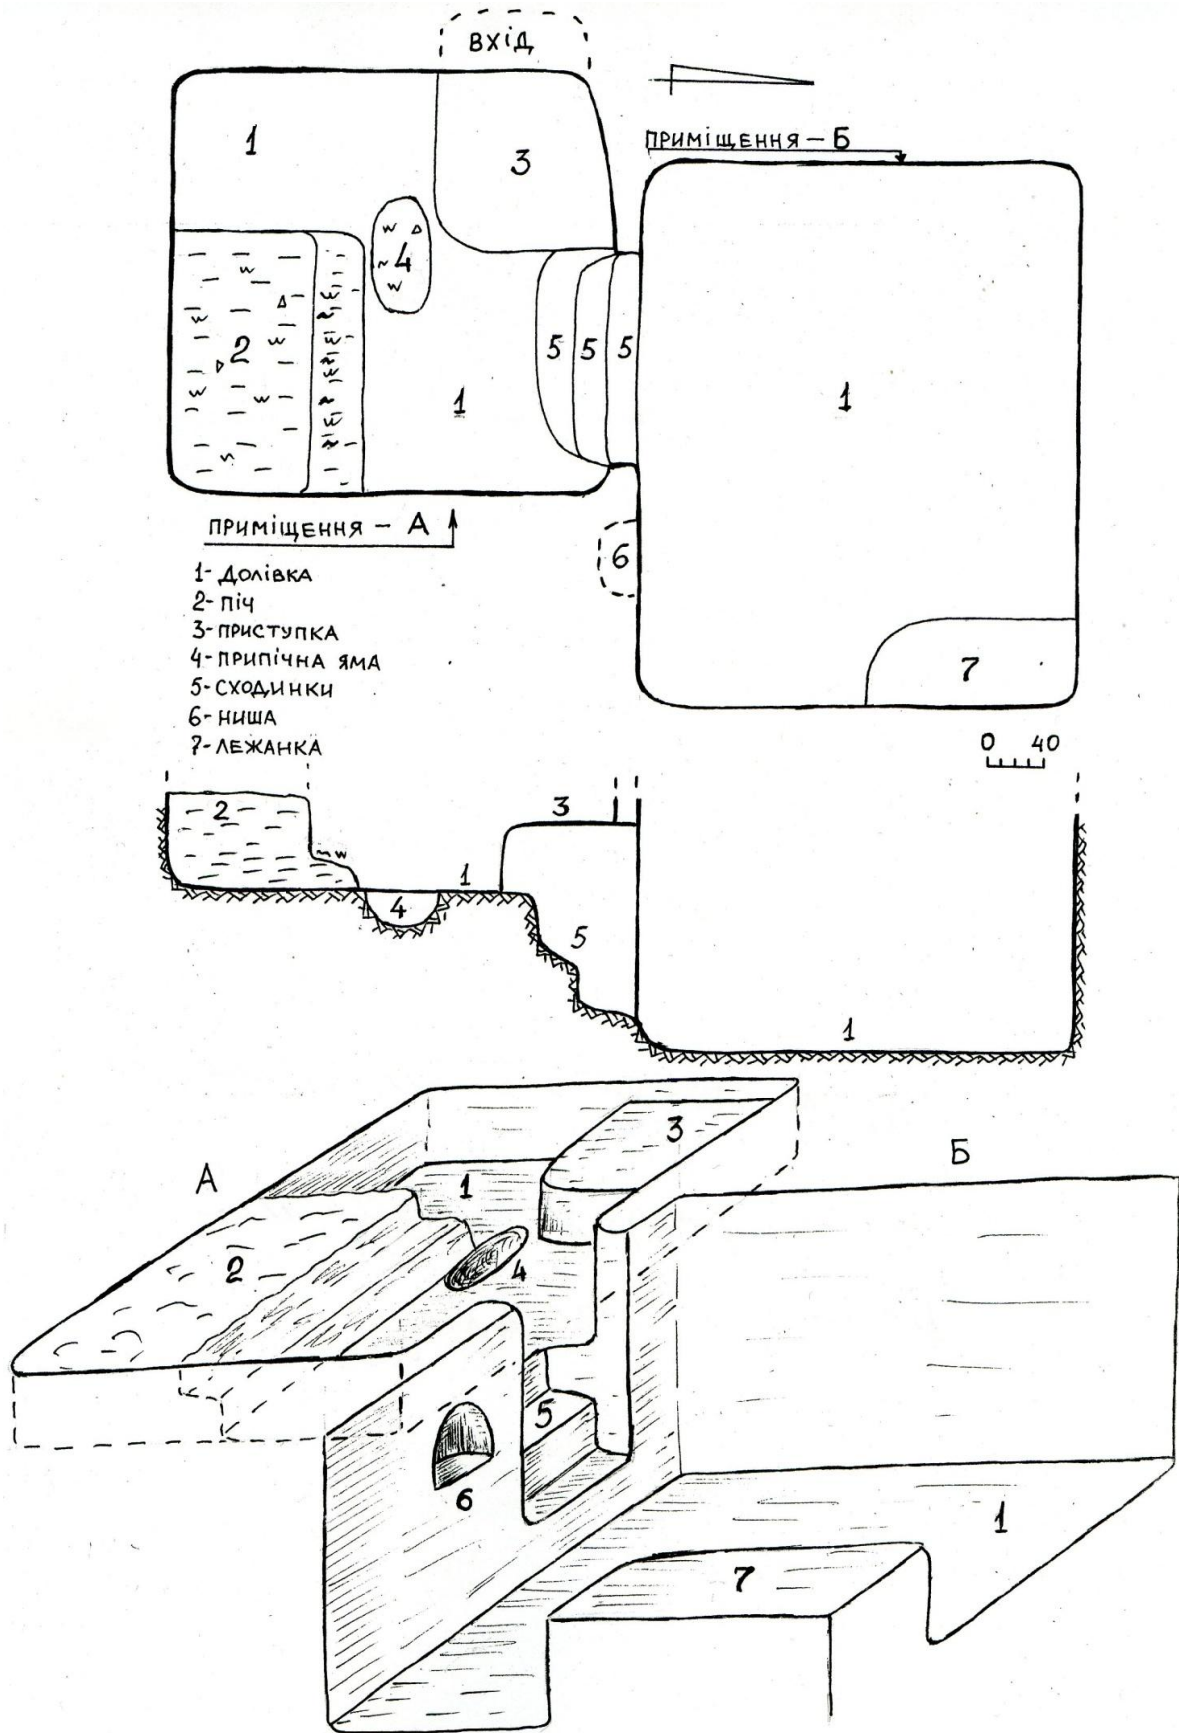 ВХІД
1
3
ПРИМІЩЕННЯ – Б
4
2
5 5 5
1
1
6
7
ПРИМІЩЕННЯ – А
1- ДОЛІВКА
2- ПІЧ
3- ПРИСТУПКА
4- ПРИПІЧНА ЯМА
5- СХОДИНКИ
6- НИША
7- ЛЕЖАНКА
0 40
2
3
1
4
5
1
А
Б
3
1
2
4
5
6
1
7